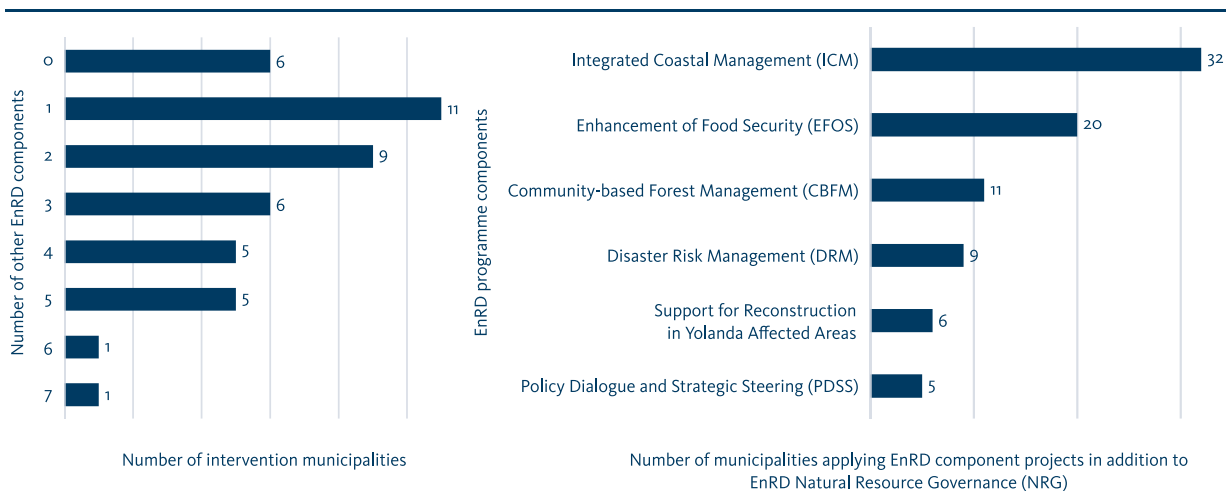 Number of other EnRD components
0
6
1
11
2
9
3
6
4
5
5
5
6
1
7
1
Number of intervention municipalities
EnRD programme components
Integrated Coastal Management (ICM)
32
Enhancement of Food Security (EFOS)
20
Community-based Forest Management (CBFM)
11
Disaster Risk Management (DRM)
9
Support for Reconstruction
in Yolanda Affected Areas
6
Policy Dialogue and Strategic Steering (PDSS)
5
Number of municipalities applying EnRD component projects in addition to
EnRD Natural Resource Governance (NRG)